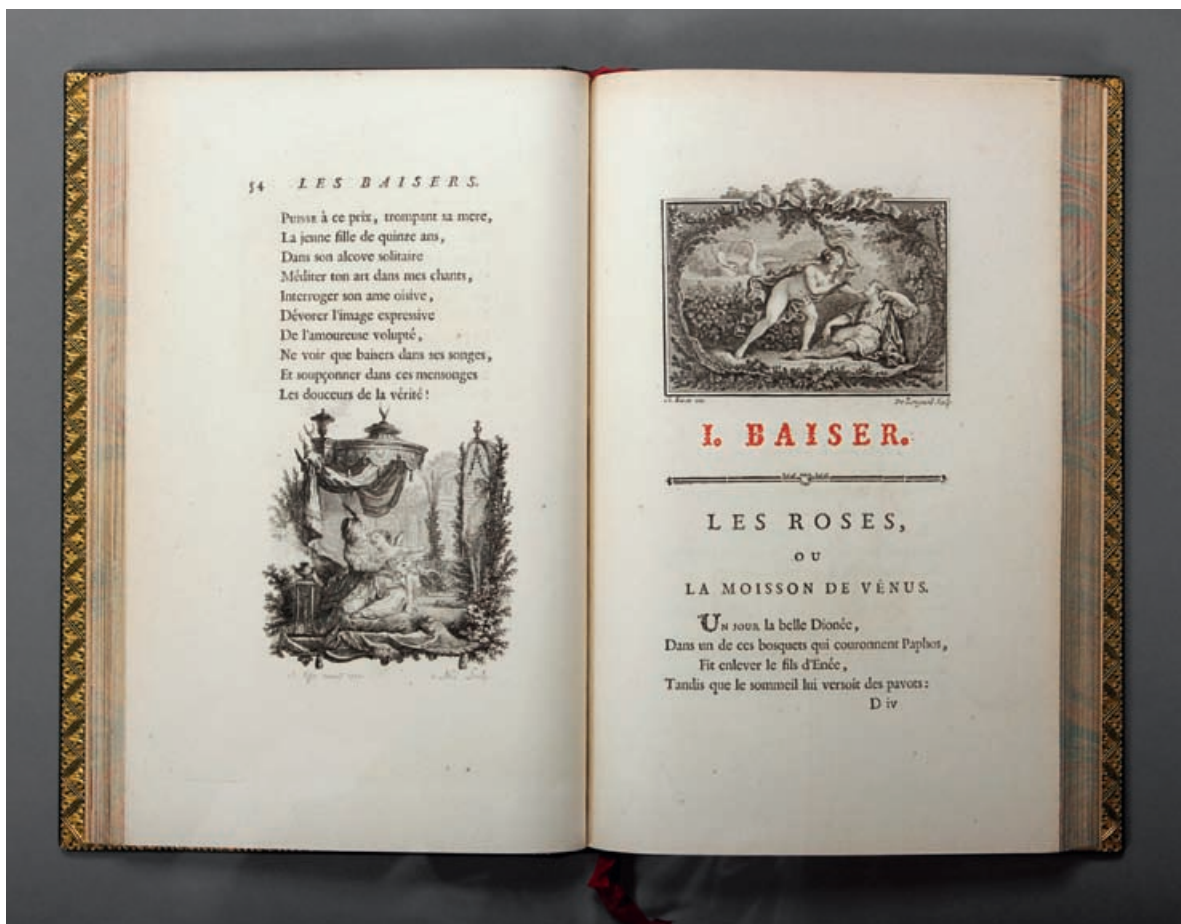 54 LES BAISERS.
Puisse à ce prix, trompant sa mere,
La jeune fille de quinze ans,
Dans son alcove solitaire
Méditer ton art dans mes chants,
Interroger son ame oisive,
Dévorer l'image expressive
De l'amoureuse volupté,
Ne voir que baisers dans ses songes,
Et soupçonner dans ces mensonges
Les douceurs de la vérité!
I. BAISER.
LES ROSES,
OU
LA MOISSON DE VÉNUS.
Un jour la belle Dionée,
Dans un de ces bosquets qui couronnent Paphos,
Fit enlever le fils d'Enée,
Tandis que le sommeil lui versoit des pavots:
D iv